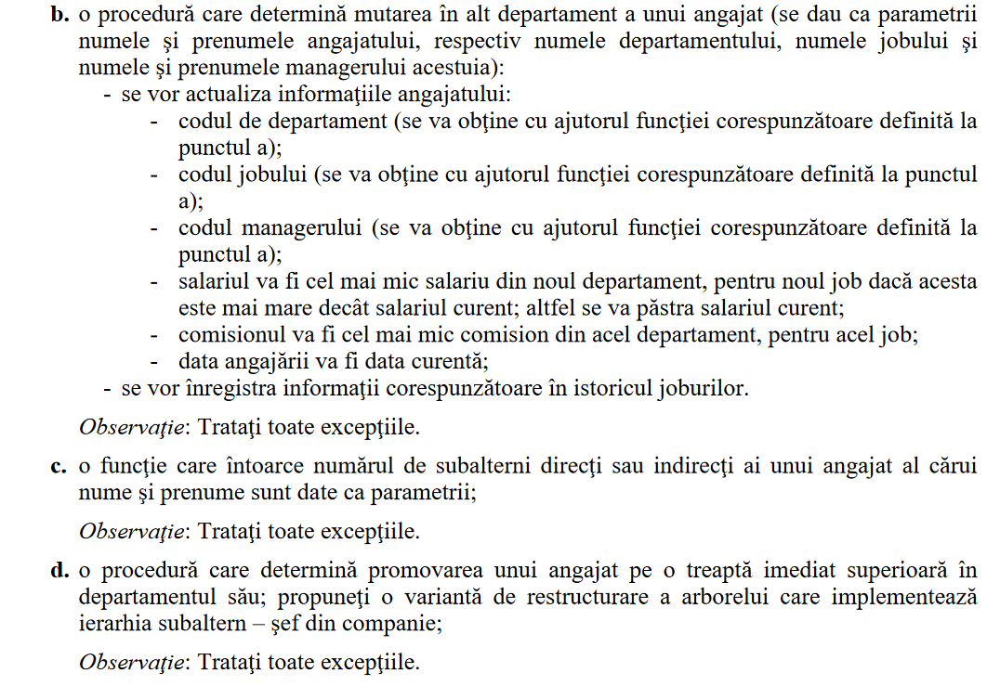 b. o procedură care determină mutarea în alt departament a unui angajat (se dau ca parametrii
numele şi prenumele angajatului, respectiv numele departamentului, numele jobului şi
numele şi prenumele managerului acestuia):
- se vor actualiza informaţiile angajatului:
- codul de departament (se va obţine cu ajutorul funcţiei corespunzătoare definită la
punctul a);
- codul jobului (se va obţine cu ajutorul funcţiei corespunzătoare definită la punctul
a);
- codul managerului (se va obţine cu ajutorul funcţiei corespunzătoare definită la
punctul a);
- salariul va fi cel mai mic salariu din noul departament, pentru noul job dacă acesta
este mai mare decât salariul curent; altfel se va păstra salariul curent;
- comisionul va fi cel mai mic comision din acel departament, pentru acel job;
- data angajării va fi data curentă;
- se vor înregistra informaţii corespunzătoare în istoricul joburilor.
Observaţie: Trataţi toate excepţiile.
c. o funcţie care întoarce numărul de subalterni direcţi sau indirecţi ai unui angajat al cărui
nume şi prenume sunt date ca parametrii;
Observaţie: Trataţi toate excepţiile.
d. o procedură care determină promovarea unui angajat pe o treaptă imediat superioară în
departamentul său; propuneţi o variantă de restructurare a arborelui care implementează
ierarhia subaltern – şef din companie;
Observaţie: Trataţi toate excepţiile.